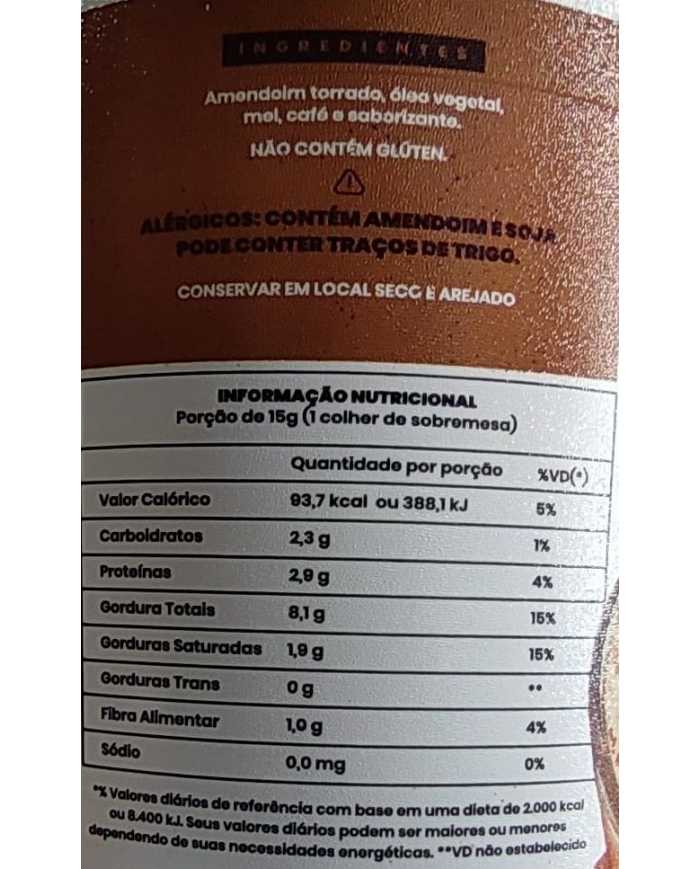 INGREDIENTES
Amendoim torrado, óleo vegetal,
mel, café e saborizante.
NÃO CONTÉM GLÚTEN.
ALÉRGICOS: CONTÉM AMENDOIM E SOJA
PODE CONTER TRAÇOS DE TRIGO.
CONSERVAR EM LOCAL SECO E AREJADO
INFORMAÇÃO NUTRICIONAL
Porção de 15g (1 colher de sobremesa)
Quantidade por porção %VD(*)
Valor Calórico 93,7 kcal ou 388,1 kJ 5%
Carboidratos 2,3 g 1%
Proteínas 2,9 g 4%
Gordura Totais 8,1 g 15%
Gorduras Saturadas 1,9 g 15%
Gorduras Trans 0 g **
Fibra Alimentar 1,0 g 4%
Sódio 0,0 mg 0%
*% Valores diários de referência com base em uma dieta de 2.000 kcal
ou 8.400 kJ. Seus valores diários podem ser maiores ou menores
dependendo de suas necessidades energéticas. **VD não estabelecido